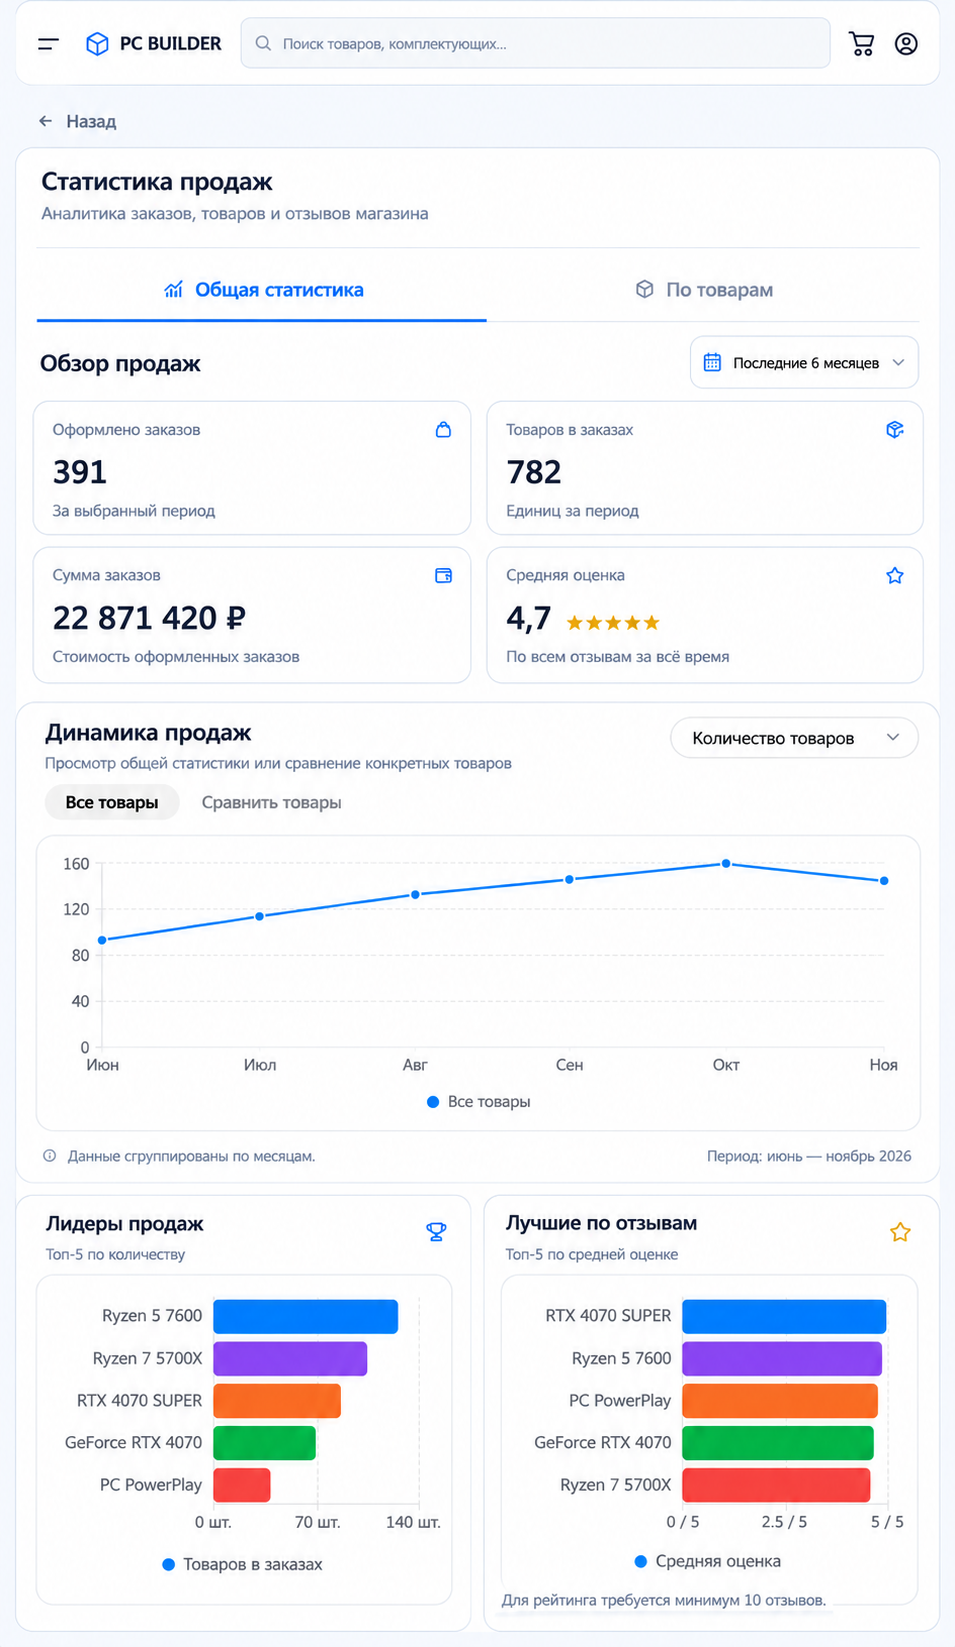 PC BUILDER
Поиск товаров, комплектующих...
Назад
Статистика продаж
Аналитика заказов, товаров и отзывов магазина
Общая статистика
По товарам
Обзор продаж
Последние 6 месяцев
Оформлено заказов
391
За выбранный период
Товаров в заказах
782
Единиц за период
Сумма заказов
22 871 420 ₽
Стоимость оформленных заказов
Средняя оценка
4,7
По всем отзывам за всё время
Динамика продаж
Количество товаров
Просмотр общей статистики или сравнение конкретных товаров
Все товары
Сравнить товары
160
120
80
40
0
Июн
Июл
Авг
Сен
Окт
Ноя
Все товары
Данные сгруппированы по месяцам.
Период: июнь — ноябрь 2026
Лидеры продаж
Топ-5 по количеству
Ryzen 5 7600
Ryzen 7 5700X
RTX 4070 SUPER
GeForce RTX 4070
PC PowerPlay
0 шт.
70 шт.
140 шт.
Товаров в заказах
Лучшие по отзывам
Топ-5 по средней оценке
RTX 4070 SUPER
Ryzen 5 7600
PC PowerPlay
GeForce RTX 4070
Ryzen 7 5700X
0 / 5
2.5 / 5
5 / 5
Средняя оценка
Для рейтинга требуется минимум 10 отзывов.